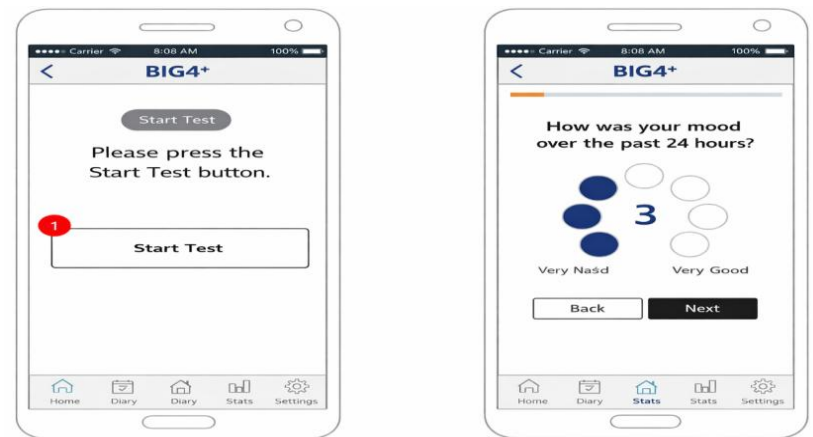 Carrier 8:08 AM 100%
BIG4+
Start Test
Please press the
Start Test button.
1
Start Test
Home Diary Diary Stats Settings
Carrier 8:08 AM 100%
BIG4+
How was your mood
over the past 24 hours?
3
Very Naśd Very Good
Back Next
Home Diary Stats Stats Settings